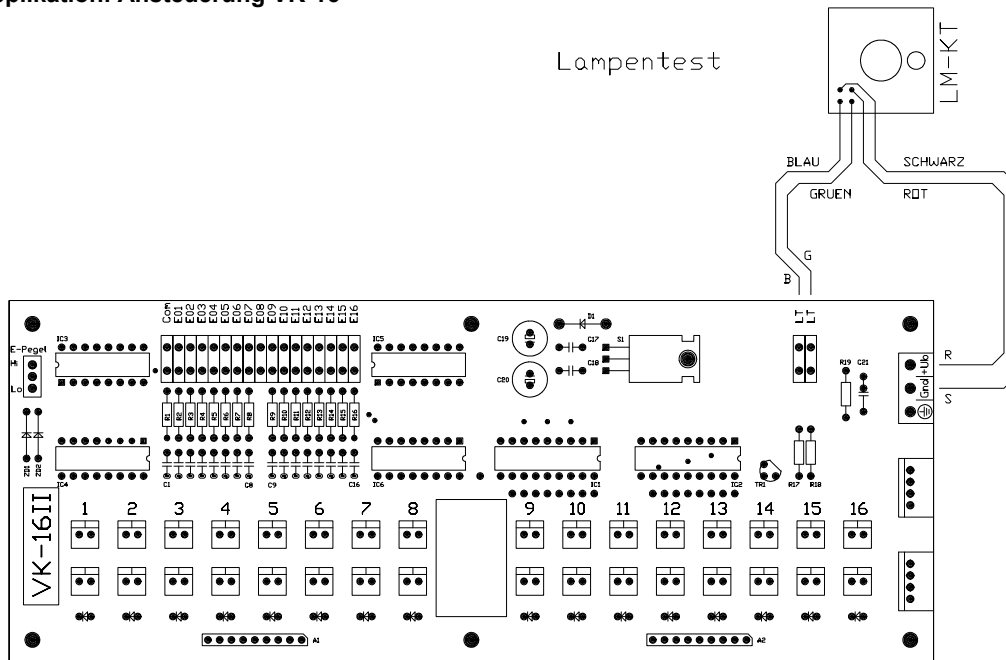 Applikation: Ansteuerung VK-16
Lampentest
LM-KT
BLAU
SCHWARZ
GRUEN
ROT
G
B
Com E01 E02 E03 E04 E05 E06 E07 E08 E09 E10 E11 E12 E13 E14 E15 E16
LT LT
IC3
IC5
C19
D1
C17
S1
C18
C20
E-Pegel
Hi
Lo
R19
C21
+Ub
Gnd
R
S
R1 R2 R3 R4 R5 R6 R7 R8 R9 R10 R11 R12 R13 R14 R15 R16
ZD1
ZD2
IC4
C1
C8
C9
C16
IC6
IC1
IC2
TR1
R17
R18
VK-16II
1 2 3 4 5 6 7 8 9 10 11 12 13 14 15 16
A1
A2